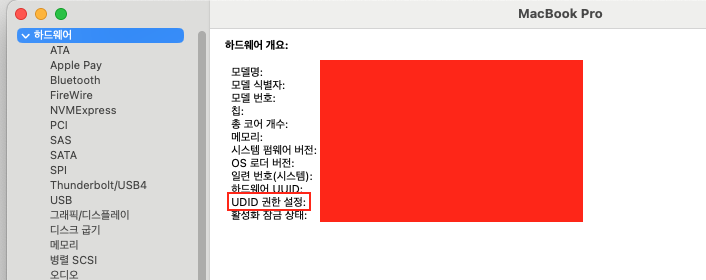 MacBook Pro
하드웨어
ATA
Apple Pay
Bluetooth
FireWire
NVMExpress
PCI
SAS
SATA
SPI
Thunderbolt/USB4
USB
그래픽/디스플레이
디스크 굽기
메모리
병렬 SCSI
오디오
하드웨어 개요:
모델명:
모델 식별자:
모델 번호:
칩:
총 코어 개수:
메모리:
시스템 펌웨어 버전:
OS 로더 버전:
일련 번호(시스템):
하드웨어 UUID:
UDID 권한 설정:
활성화 잠금 상태: